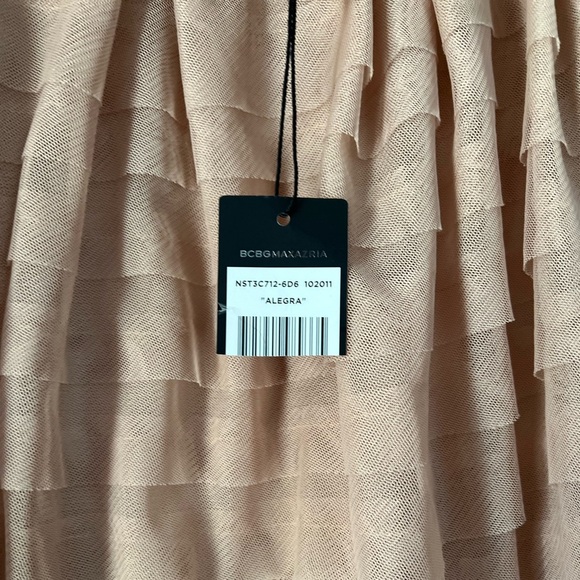 BCBGMAXAZRIA
NST3C712-6D6 102011
"ALEGRA"